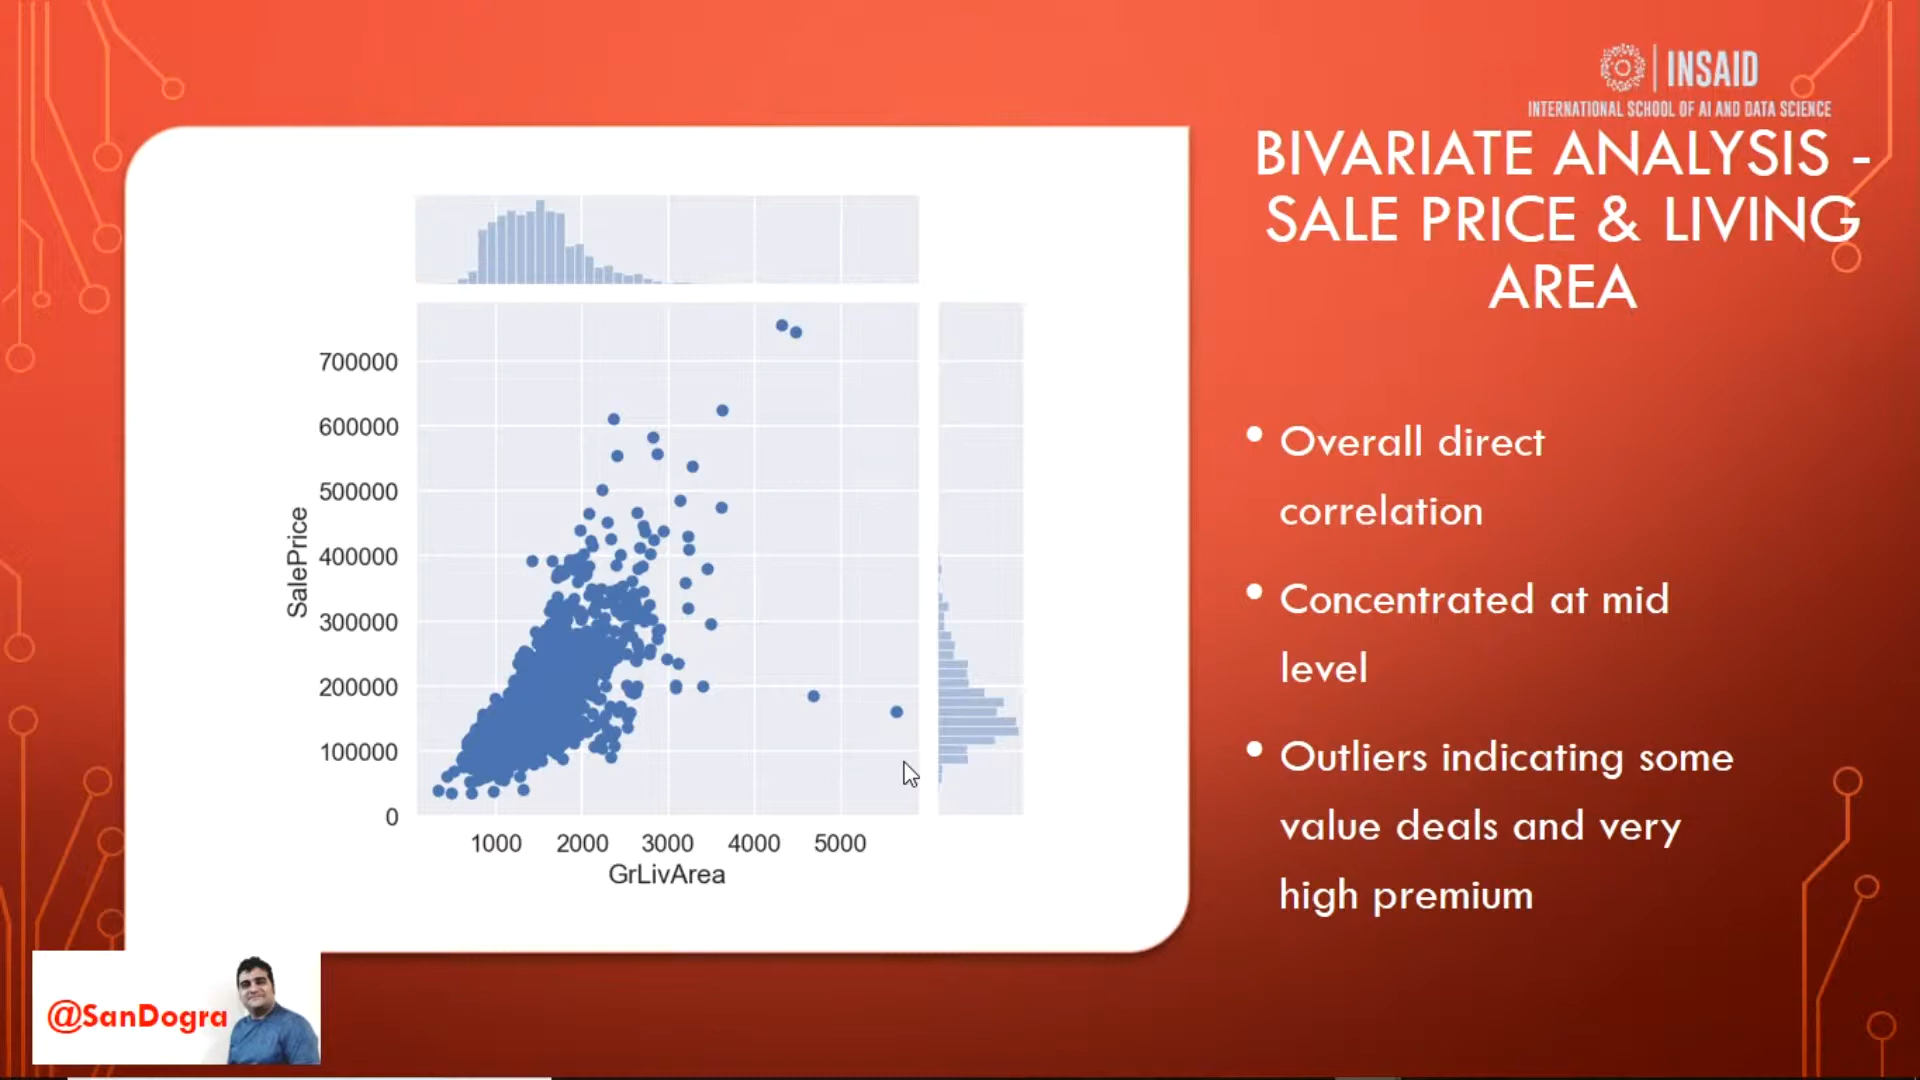 INSAID
INTERNATIONAL SCHOOL OF AI AND DATA SCIENCE
BIVARIATE ANALYSIS -
SALE PRICE & LIVING
AREA
700000
600000
500000
400000
300000
200000
100000
0
SalePrice
1000 2000 3000 4000 5000
GrLivArea
• Overall direct
correlation
• Concentrated at mid
level
• Outliers indicating some
value deals and very
high premium
@SanDogra